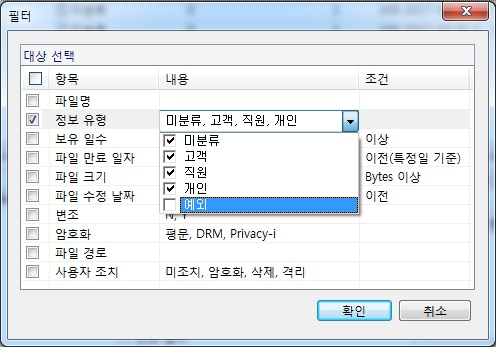 필터
대상 선택
항목 내용 조건
파일명
정보 유형 미분류, 고객, 직원, 개인
보유 일수 미분류 이상
파일 만료 일자 고객 이전(특정일 기준)
파일 크기 직원 Bytes 이상
파일 수정 날짜 개인 이전
예외
변조 N, Y
암호화 평문, DRM, Privacy-i
파일 경로
사용자 조치 미조치, 암호화, 삭제, 격리
확인 취소